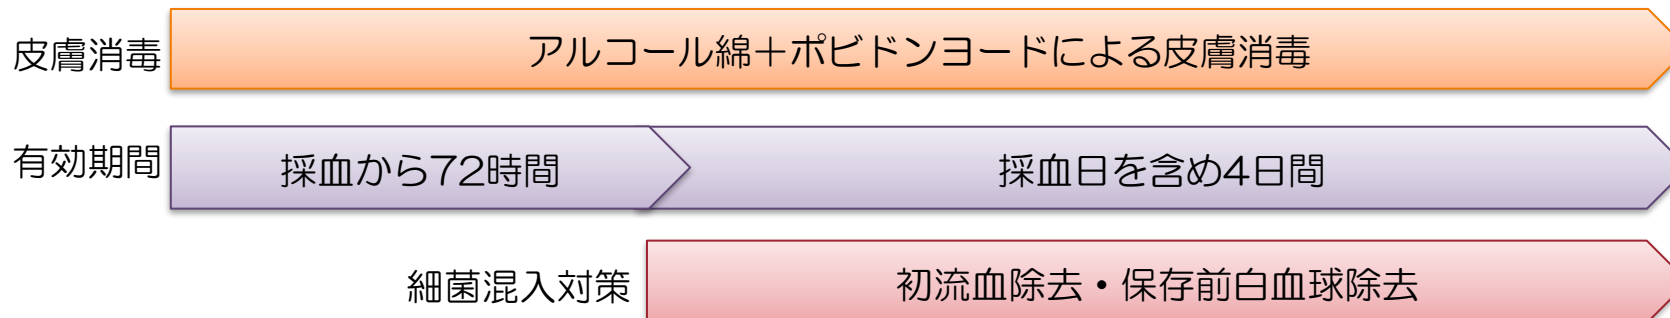 皮膚消毒 アルコール綿＋ポビドンヨードによる皮膚消毒
有効期間 採血から72時間 採血日を含め4日間
細菌混入対策 初流血除去・保存前白血球除去